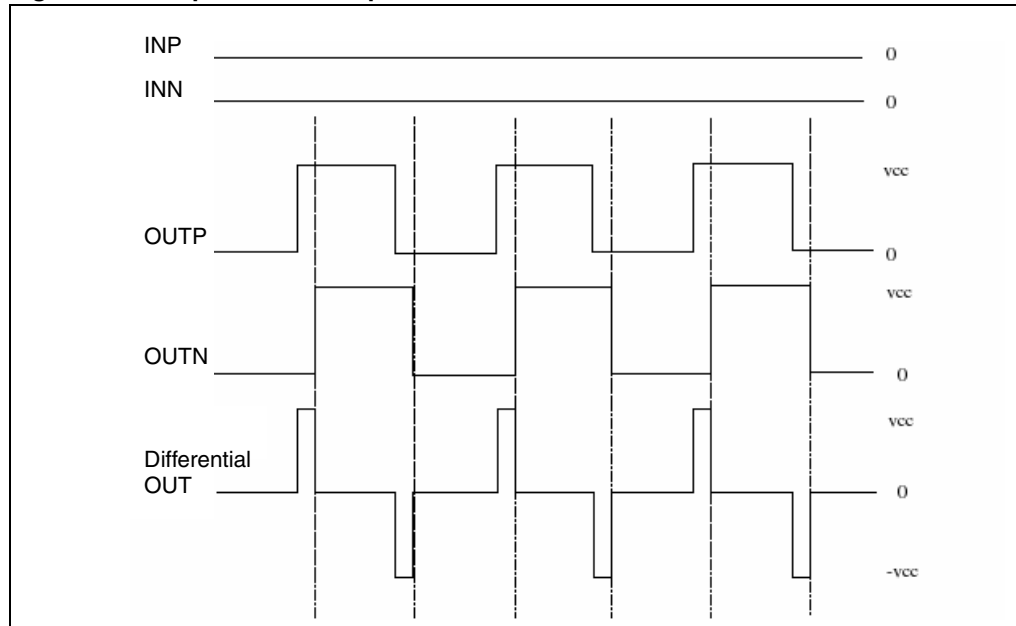 INP
0
INN
0
vcc
OUTP
0
vcc
OUTN
0
vcc
Differential
OUT
0
-vcc